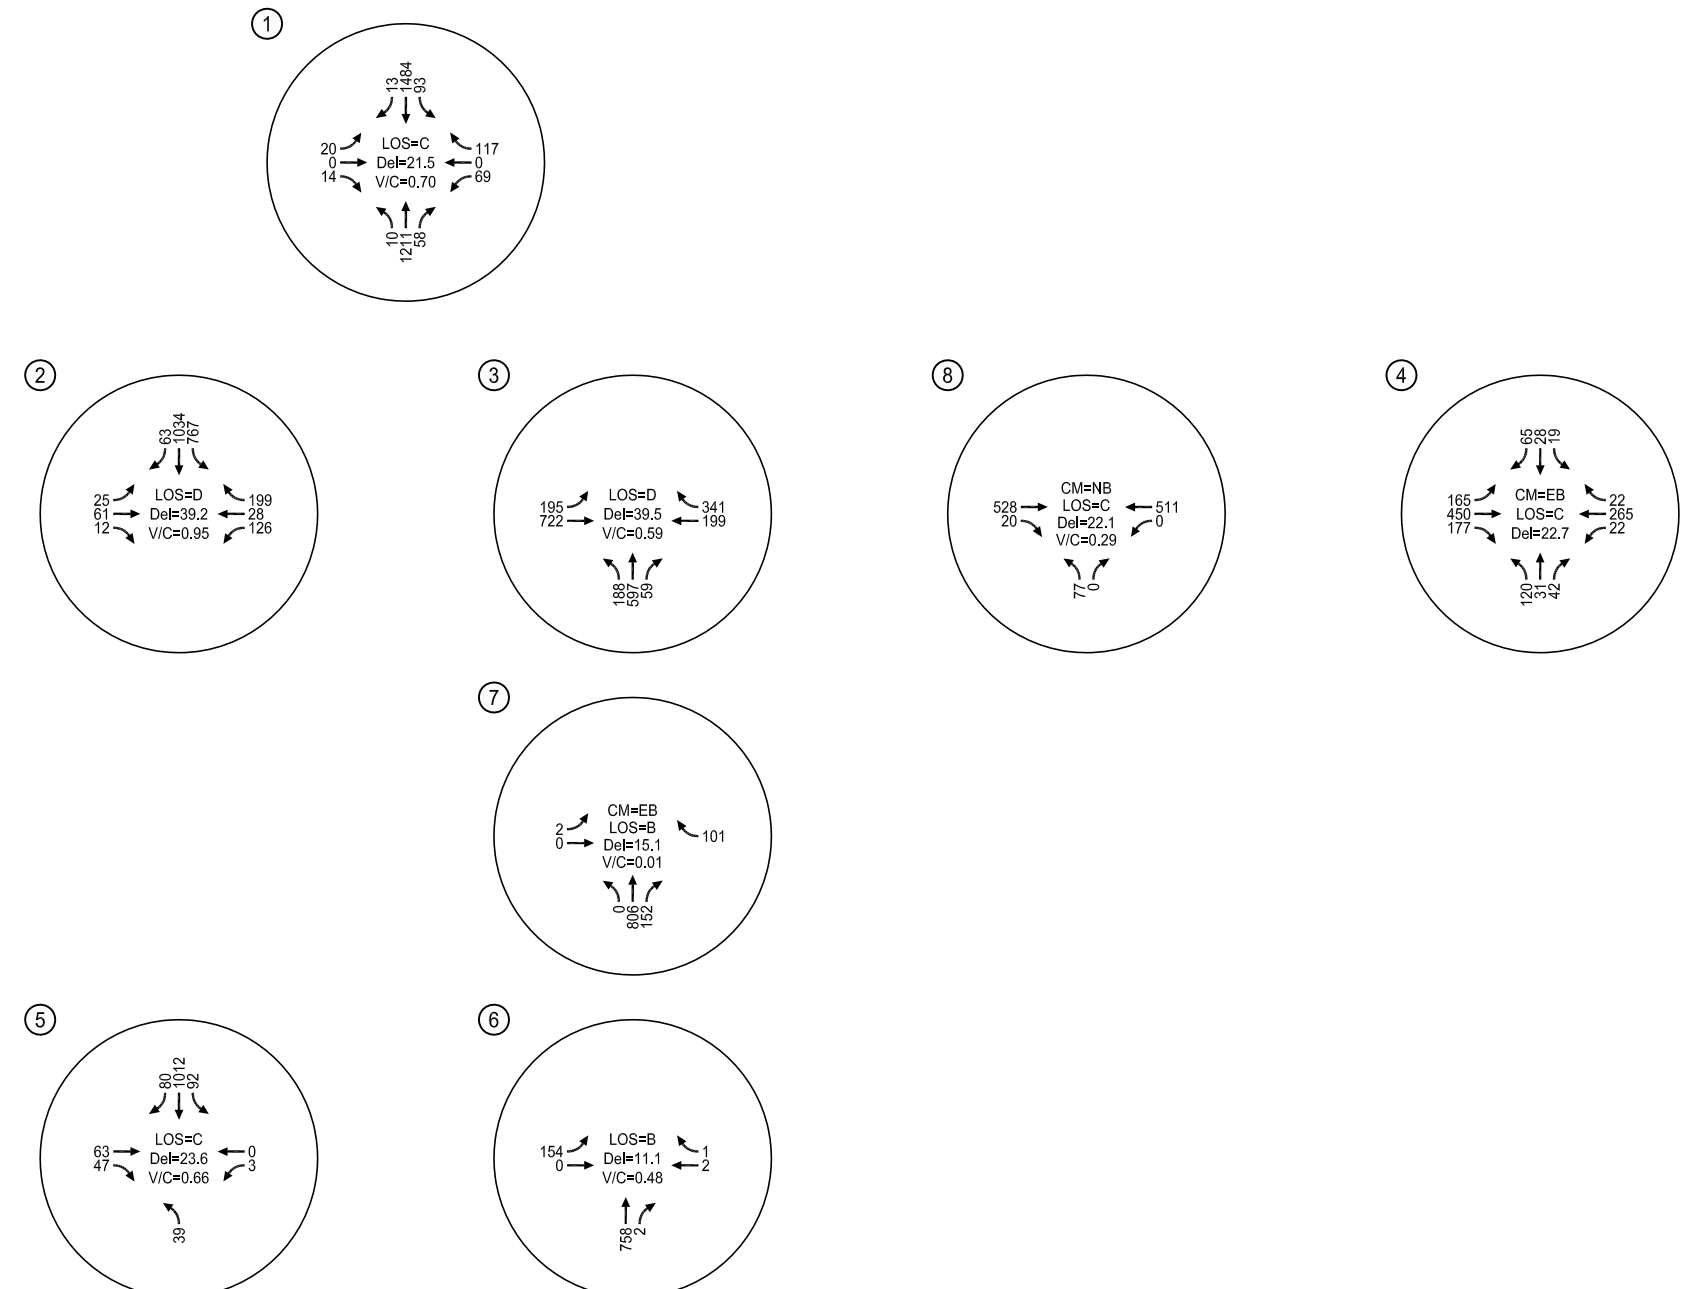 1
13
1484
93
20
0
14
LOS=C
Del=21.5
V/C=0.70
117
0
69
10
1211
58
2
63
1034
767
25
61
12
LOS=D
Del=39.2
V/C=0.95
199
28
126
3
195
722
LOS=D
Del=39.5
V/C=0.59
341
199
188
597
59
8
528
20
CM=NB
LOS=C
Del=22.1
V/C=0.29
511
0
77
0
4
65
28
19
165
450
177
CM=EB
LOS=C
Del=22.7
22
265
22
120
31
42
7
2
0
CM=EB
LOS=B
Del=15.1
V/C=0.01
101
0
806
152
5
80
1012
92
63
47
LOS=C
Del=23.6
V/C=0.66
0
3
39
6
154
0
LOS=B
Del=11.1
V/C=0.48
1
2
758
2